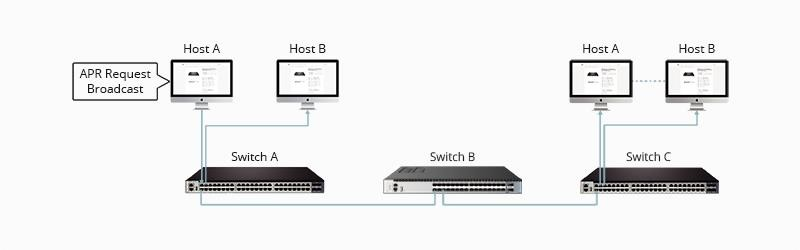 Host A
Host B
Host A
Host B
APR Request
Broadcast
Switch A
Switch B
Switch C